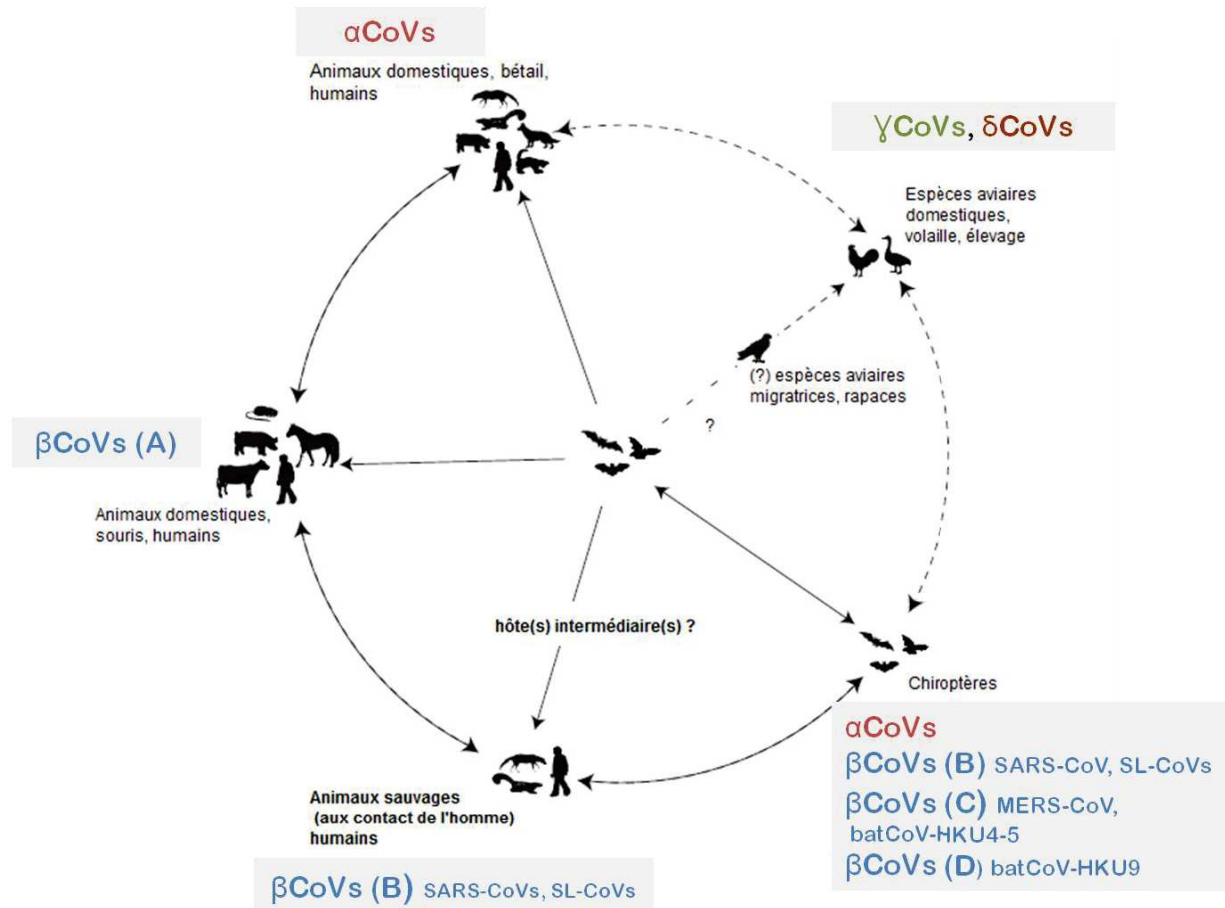 αCoVs
Animaux domestiques, bétail,
humains
γCoVs, δCoVs
Espèces aviaires
domestiques,
volaille, élevage
(?) espèces aviaires
migratrices, rapaces
?
βCoVs (A)
Animaux domestiques,
souris, humains
hôte(s) intermédiaire(s) ?
Chiroptères
αCoVs
βCoVs (B) SARS-CoV, SL-CoVs
βCoVs (C) MERS-CoV,
batCoV-HKU4-5
βCoVs (D) batCoV-HKU9
Animaux sauvages
(aux contact de l'homme)
humains
βCoVs (B) SARS-CoVs, SL-CoVs